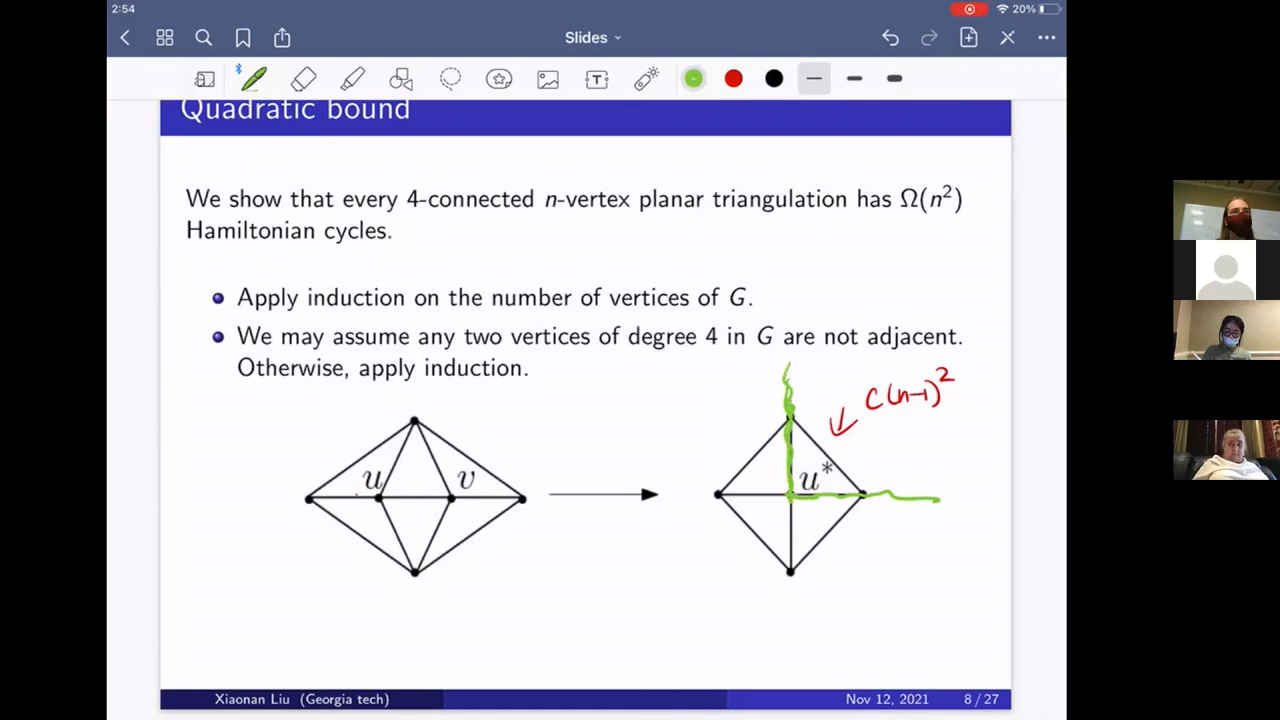 2:54
20%
Slides
T
Quadratic bound
We show that every 4-connected n-vertex planar triangulation has Ω(n²)
Hamiltonian cycles.
Apply induction on the number of vertices of G.
We may assume any two vertices of degree 4 in G are not adjacent.
Otherwise, apply induction.
C(n-1)²
u v
u*
Xiaonan Liu (Georgia tech) Nov 12, 2021 8 / 27